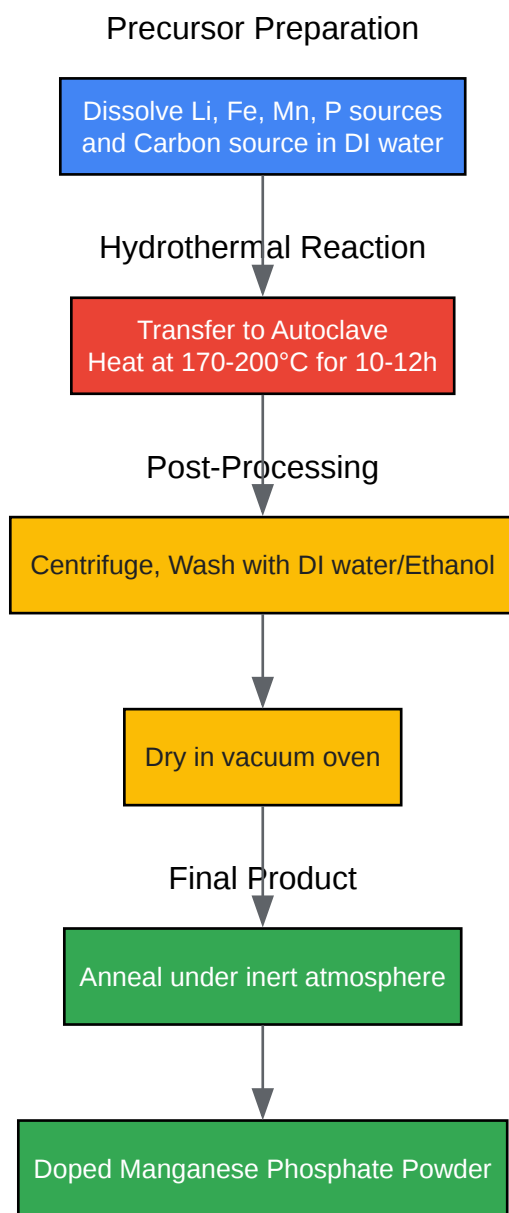 Precursor Preparation
Dissolve Li, Fe, Mn, P sources
and Carbon source in DI water
Hydrothermal Reaction
Transfer to Autoclave
Heat at 170-200°C for 10-12h
Post-Processing
Centrifuge, Wash with DI water/Ethanol
Dry in vacuum oven
Final Product
Anneal under inert atmosphere
Doped Manganese Phosphate Powder